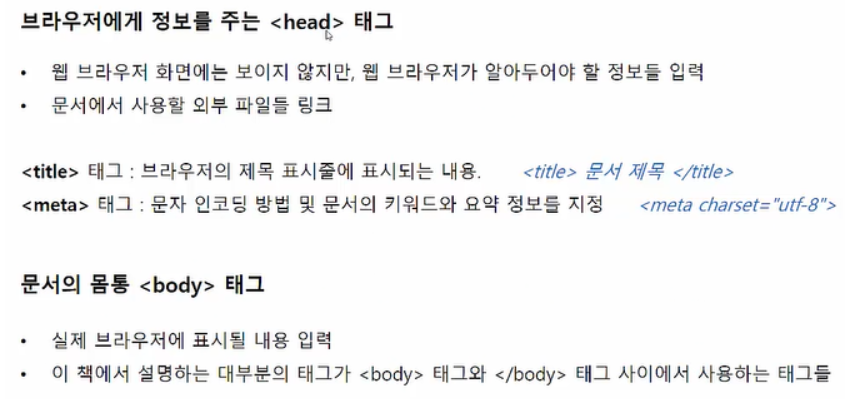 브라우저에게 정보를 주는 <head> 태그
• 웹 브라우저 화면에는 보이지 않지만, 웹 브라우저가 알아두어야 할 정보들 입력
• 문서에서 사용할 외부 파일들 링크
<title> 태그 : 브라우저의 제목 표시줄에 표시되는 내용. <title> 문서 제목 </title>
<meta> 태그 : 문자 인코딩 방법 및 문서의 키워드와 요약 정보를 지정 <meta charset="utf-8">
문서의 몸통 <body> 태그
• 실제 브라우저에 표시될 내용 입력
• 이 책에서 설명하는 대부분의 태그가 <body> 태그와 </body> 태그 사이에서 사용하는 태그들